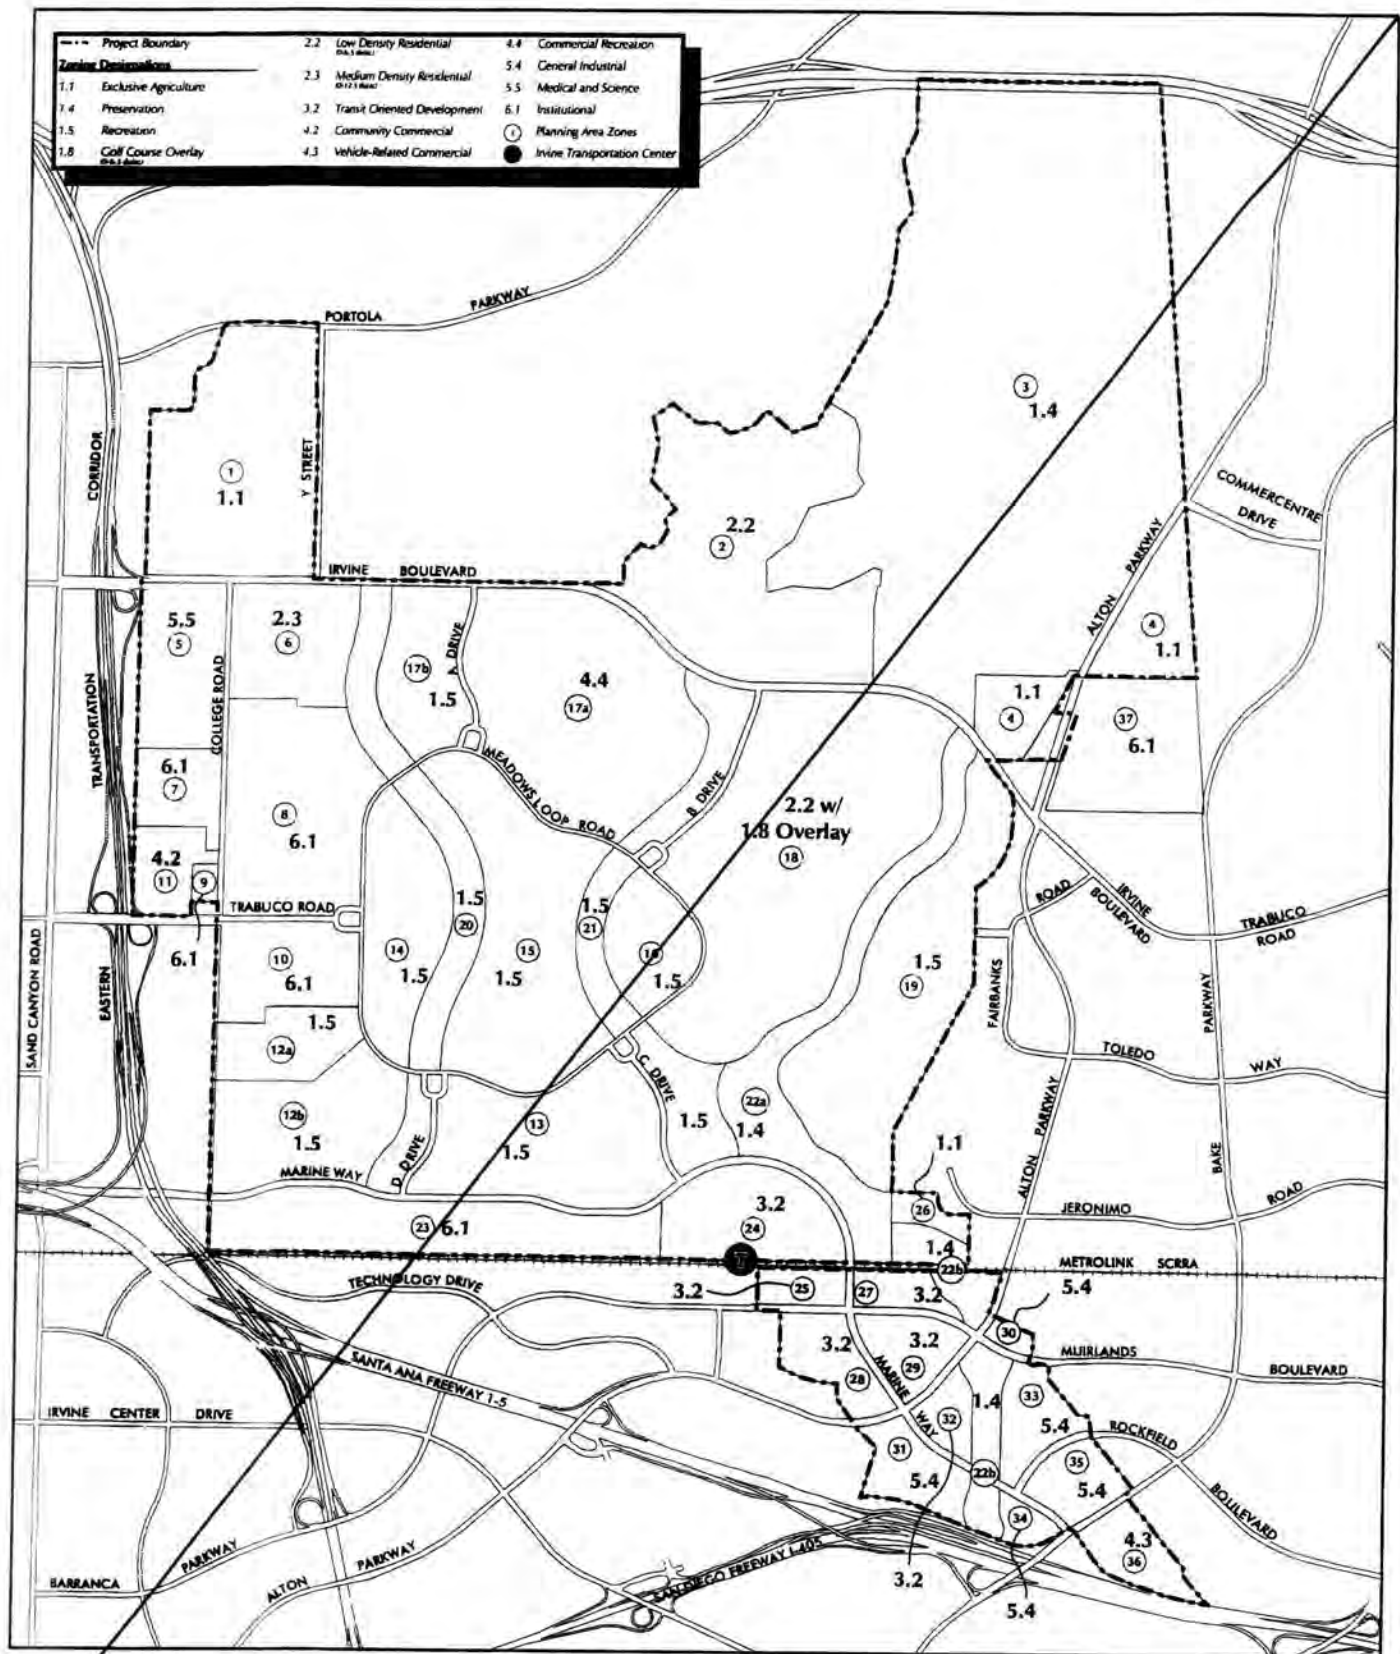 Project Boundary
Zoning Designations
1.1 Exclusive Agriculture
1.4 Preservation
1.5 Recreation
1.8 Golf Course Overlay
2.2 Low Density Residential
2.3 Medium Density Residential
3.2 Transit Oriented Development
4.2 Community Commercial
4.3 Vehicle-Related Commercial
4.4 Commercial Recreation
5.4 General Industrial
5.5 Medical and Science
6.1 Institutional
Planning Area Zones
Irvine Transportation Center
PORTOLA PARKWAY
3
1.4
CORRIDOR
Y STREET
1
1.1
COMMERCENTRE DRIVE
2.2
2
ALTON PARKWAY
IRVINE BOULEVARD
5.5
5
2.3
6
17b
1.5
A DRIVE
4.4
17a
4
1.1
1.1
4
37
6.1
COLLEGE ROAD
TRANSPORTATION
6.1
7
MEADOWS LOOP ROAD
B DRIVE
8
6.1
2.2 w/
1.8 Overlay
18
4.2
11
9
TRABUCO ROAD
1.5
20
1.5
21
ROAD
IRVINE BOULEVARD
TRABUCO ROAD
SAND CANYON ROAD
EASTERN
6.1
10
6.1
14
1.5
15
1.5
16
1.5
1.5
19
FAIRBANKS
PARKWAY
1.5
12a
TOLEDO WAY
C DRIVE
22a
1.5
1.4
12b
1.5
13
1.5
D DRIVE
MARINE WAY
1.1
ALTON PARKWAY
BAKE
26
JERONIMO ROAD
3.2
24
23
6.1
1.4
22b
METROLINK SCRRA
TECHNOLOGY DRIVE
3.2
25
27
3.2
5.4
30
3.2
28
3.2
29
MUIRLANDS BOULEVARD
MARINE WAY
SANTA ANA FREEWAY 1-5
IRVINE CENTER DRIVE
1.4
33
5.4
32
31
5.4
ROCKFIELD BOULEVARD
35
5.4
22b
34
4.3
36
3.2
5.4
SAN DIEGO FREEWAY I-405
BARRANCA PARKWAY
ALTON PARKWAY